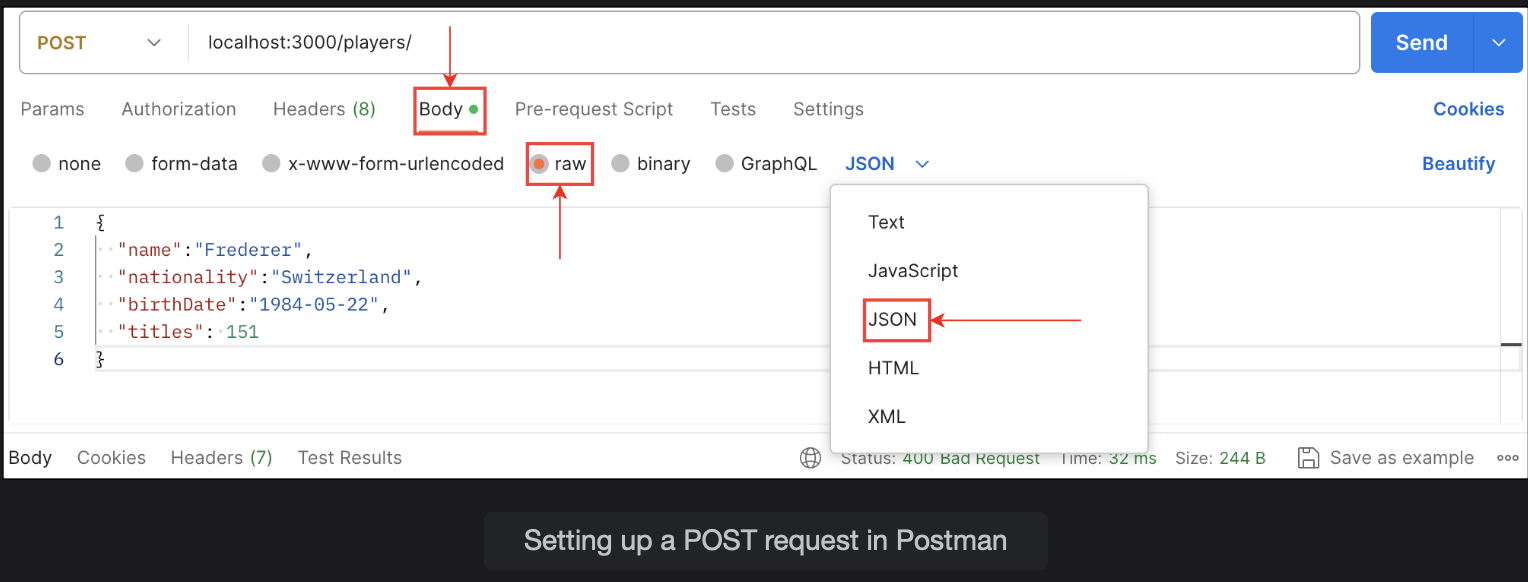 POST localhost:3000/players/ Send
Params Authorization Headers (8) Body Pre-request Script Tests Settings Cookies
none form-data x-www-form-urlencoded raw binary GraphQL JSON Beautify
1 {
2 "name":"Frederer",
3 "nationality":"Switzerland",
4 "birthDate":"1984-05-22",
5 "titles": 151
6 }
Text
JavaScript
JSON
HTML
XML
Body Cookies Headers (7) Test Results Status: 400 Bad Request Time: 32 ms Size: 244 B Save as example
Setting up a POST request in Postman